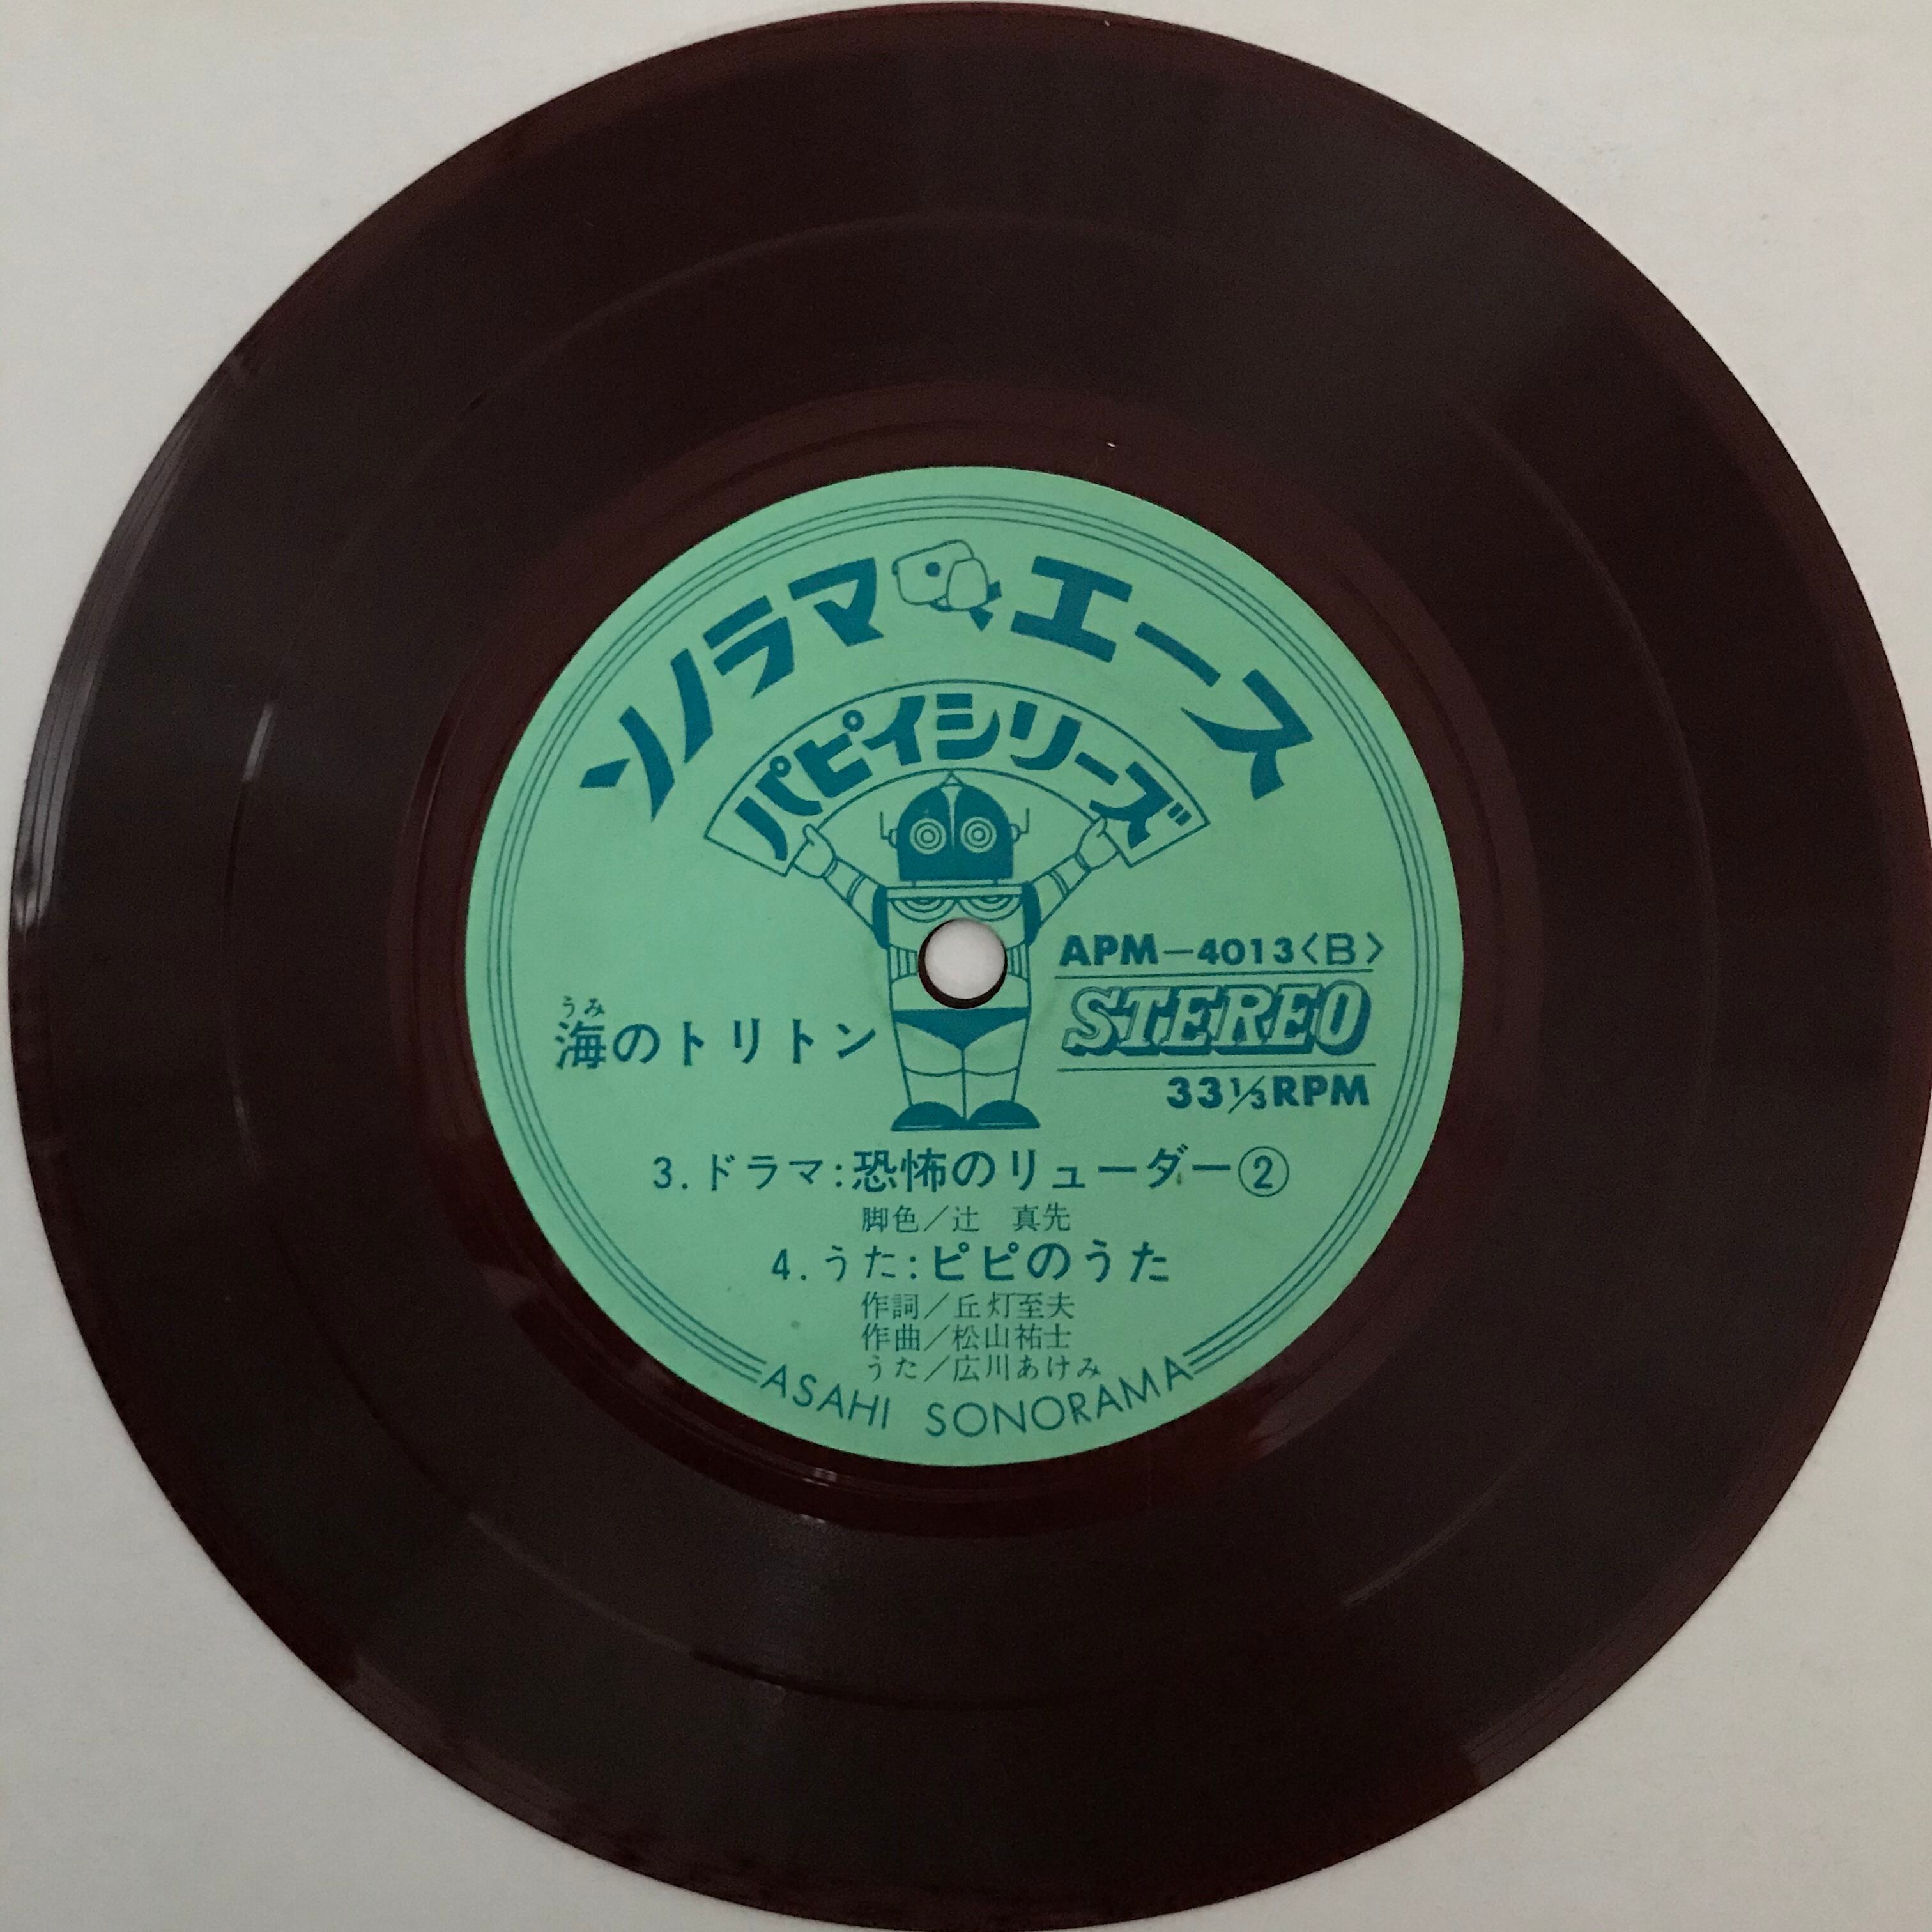 ソノラマエース
パピイシリーズ
APM－4013〈B〉
STEREO
33⅓RPM
うみ
海のトリトン
3.ドラマ:恐怖のリューダー②
脚色／辻　真先
4.うた:ピピのうた
作詞／丘灯至夫
作曲／松山祐士
うた／広川あけみ
ASAHI SONORAMA